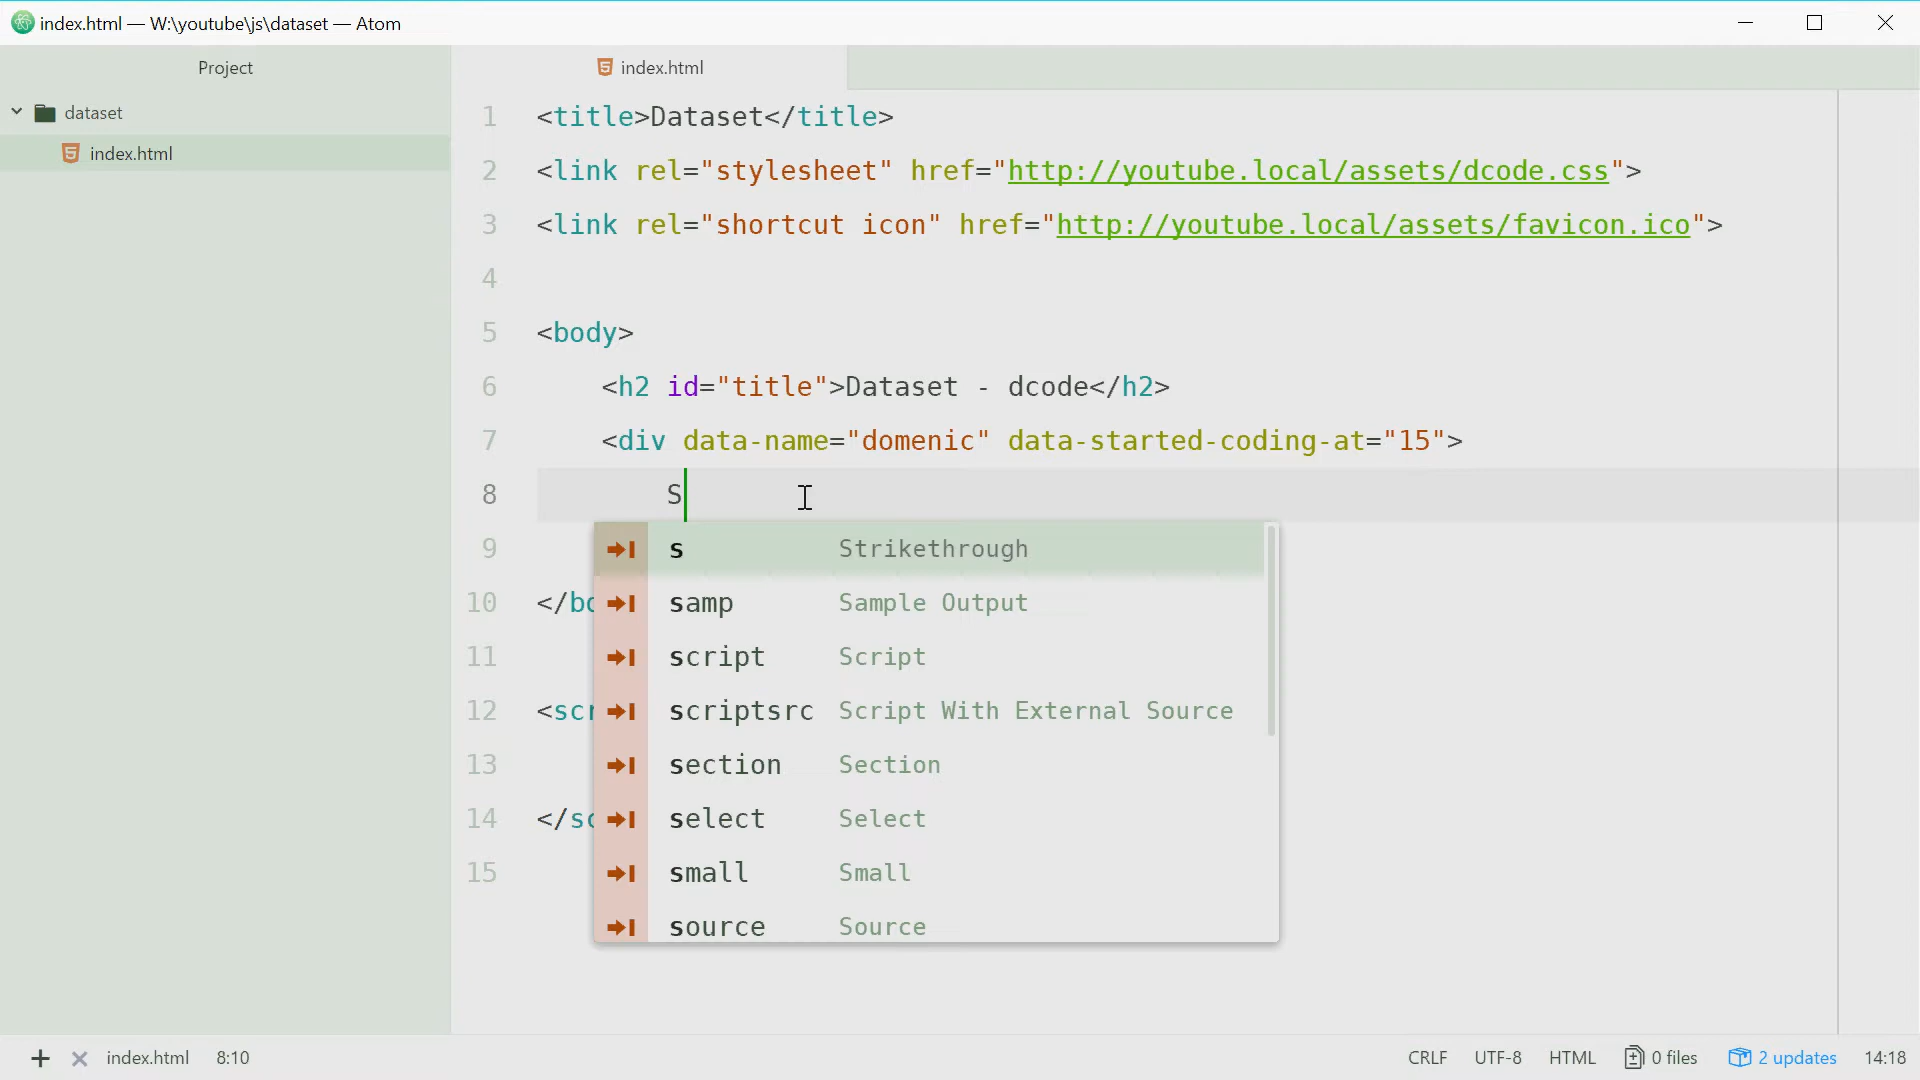 index.html — W:\youtube\js\dataset — Atom
Project
index.html
dataset
index.html
1 <title>Dataset</title>
2 <link rel="stylesheet" href="http://youtube.local/assets/dcode.css">
3 <link rel="shortcut icon" href="http://youtube.local/assets/favicon.ico">
4
5 <body>
6 <h2 id="title">Dataset - dcode</h2>
7 <div data-name="domenic" data-started-coding-at="15">
8 S
9
s Strikethrough
10 </bo
samp Sample Output
11
script Script
12 <scr
scriptsrc Script With External Source
13
section Section
14 </sc
select Select
15
small Small
source Source
index.html 8:10 CRLF UTF-8 HTML 0 files 2 updates 14:18